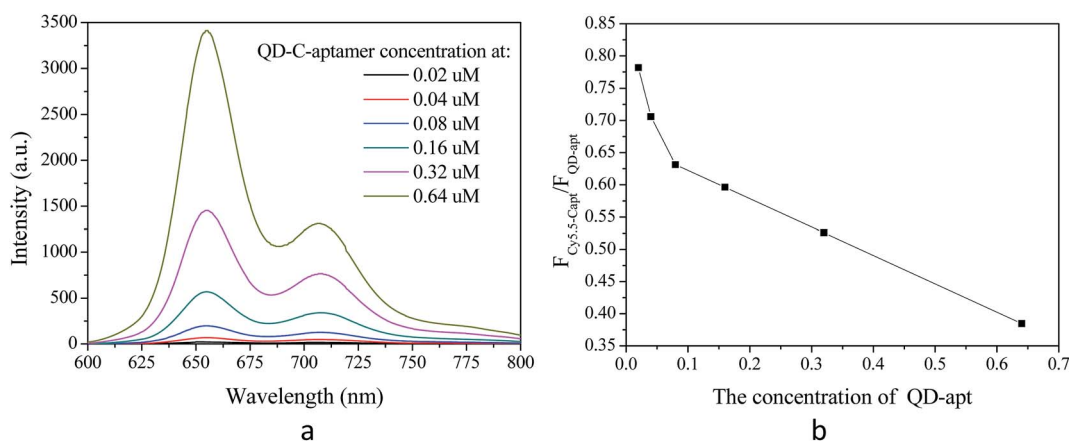 3500
3000
2500
2000
1500
1000
500
0
Intensity (a.u.)
QD-C-aptamer concentration at:
0.02 uM
0.04 uM
0.08 uM
0.16 uM
0.32 uM
0.64 uM
600 625 650 675 700 725 750 775 800
Wavelength (nm)
a
0.85
0.80
0.75
0.70
0.65
0.60
0.55
0.50
0.45
0.40
0.35
F Cy5.5-Capt/F QD-apt
0.0 0.1 0.2 0.3 0.4 0.5 0.6 0.7
The concentration of QD-apt
b